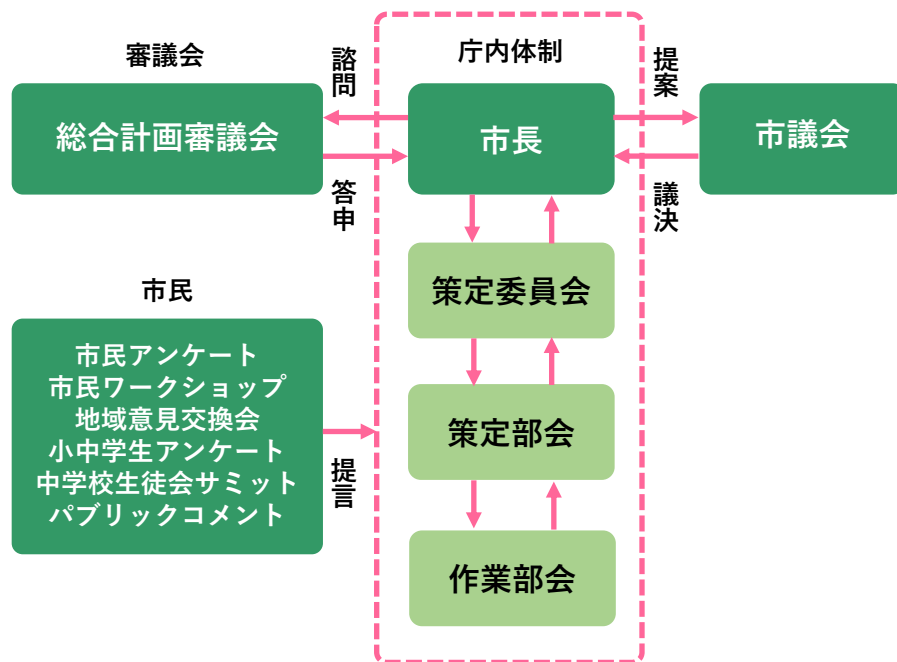 審議会
総合計画審議会
諮問
答申
庁内体制
市長
提案
議決
市議会
策定委員会
策定部会
作業部会
市民
市民アンケート
市民ワークショップ
地域意見交換会
小中学生アンケート
中学校生徒会サミット
パブリックコメント
提言